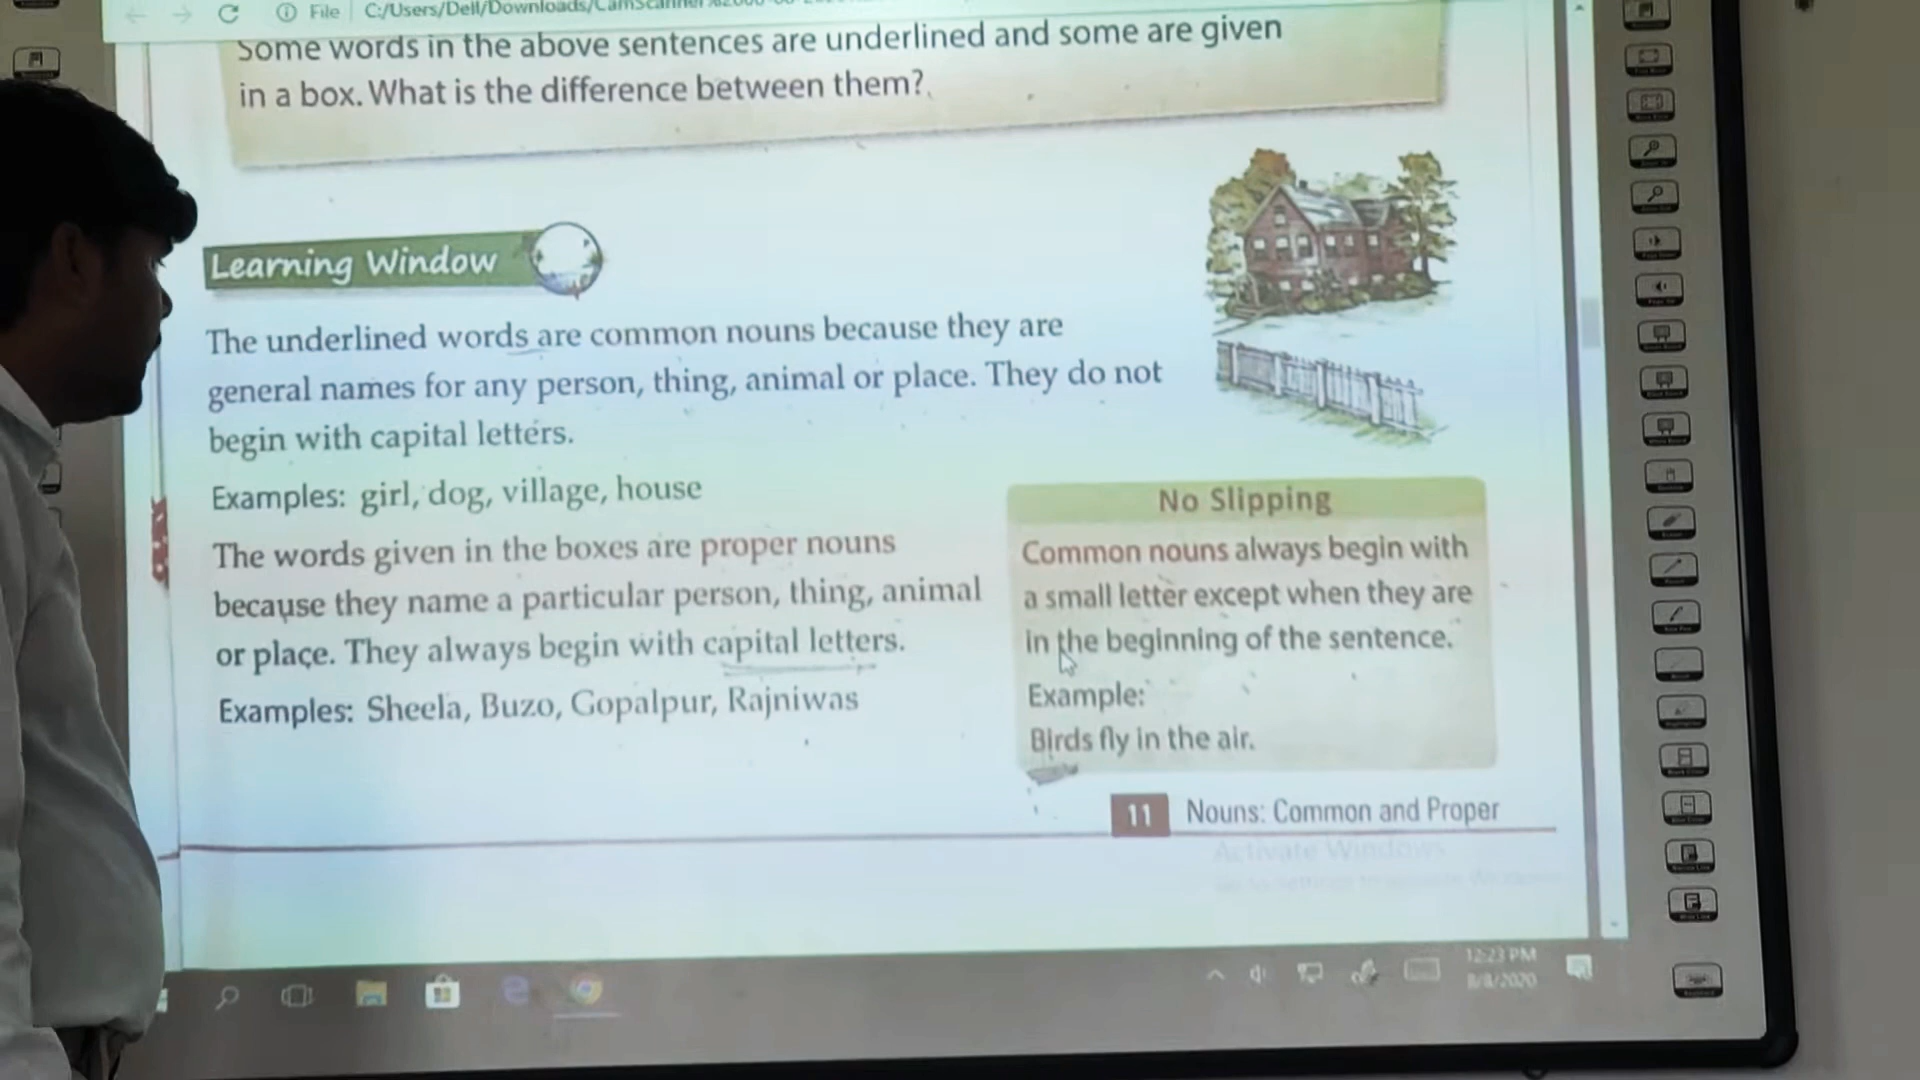 File
C:/Users/Dell/Downloads/CamScanner
Some words in the above sentences are underlined and some are given
in a box. What is the difference between them?
Learning Window
The underlined words are common nouns because they are
general names for any person, thing, animal or place. They do not
begin with capital letters.
Examples: girl, dog, village, house
The words given in the boxes are proper nouns
because they name a particular person, thing, animal
or place. They always begin with capital letters.
Examples: Sheela, Buzo, Gopalpur, Rajniwas
No Slipping
Common nouns always begin with
a small letter except when they are
in the beginning of the sentence.
Example:
Birds fly in the air.
11 Nouns: Common and Proper
Activate Windows
12:23 PM
8/8/2020